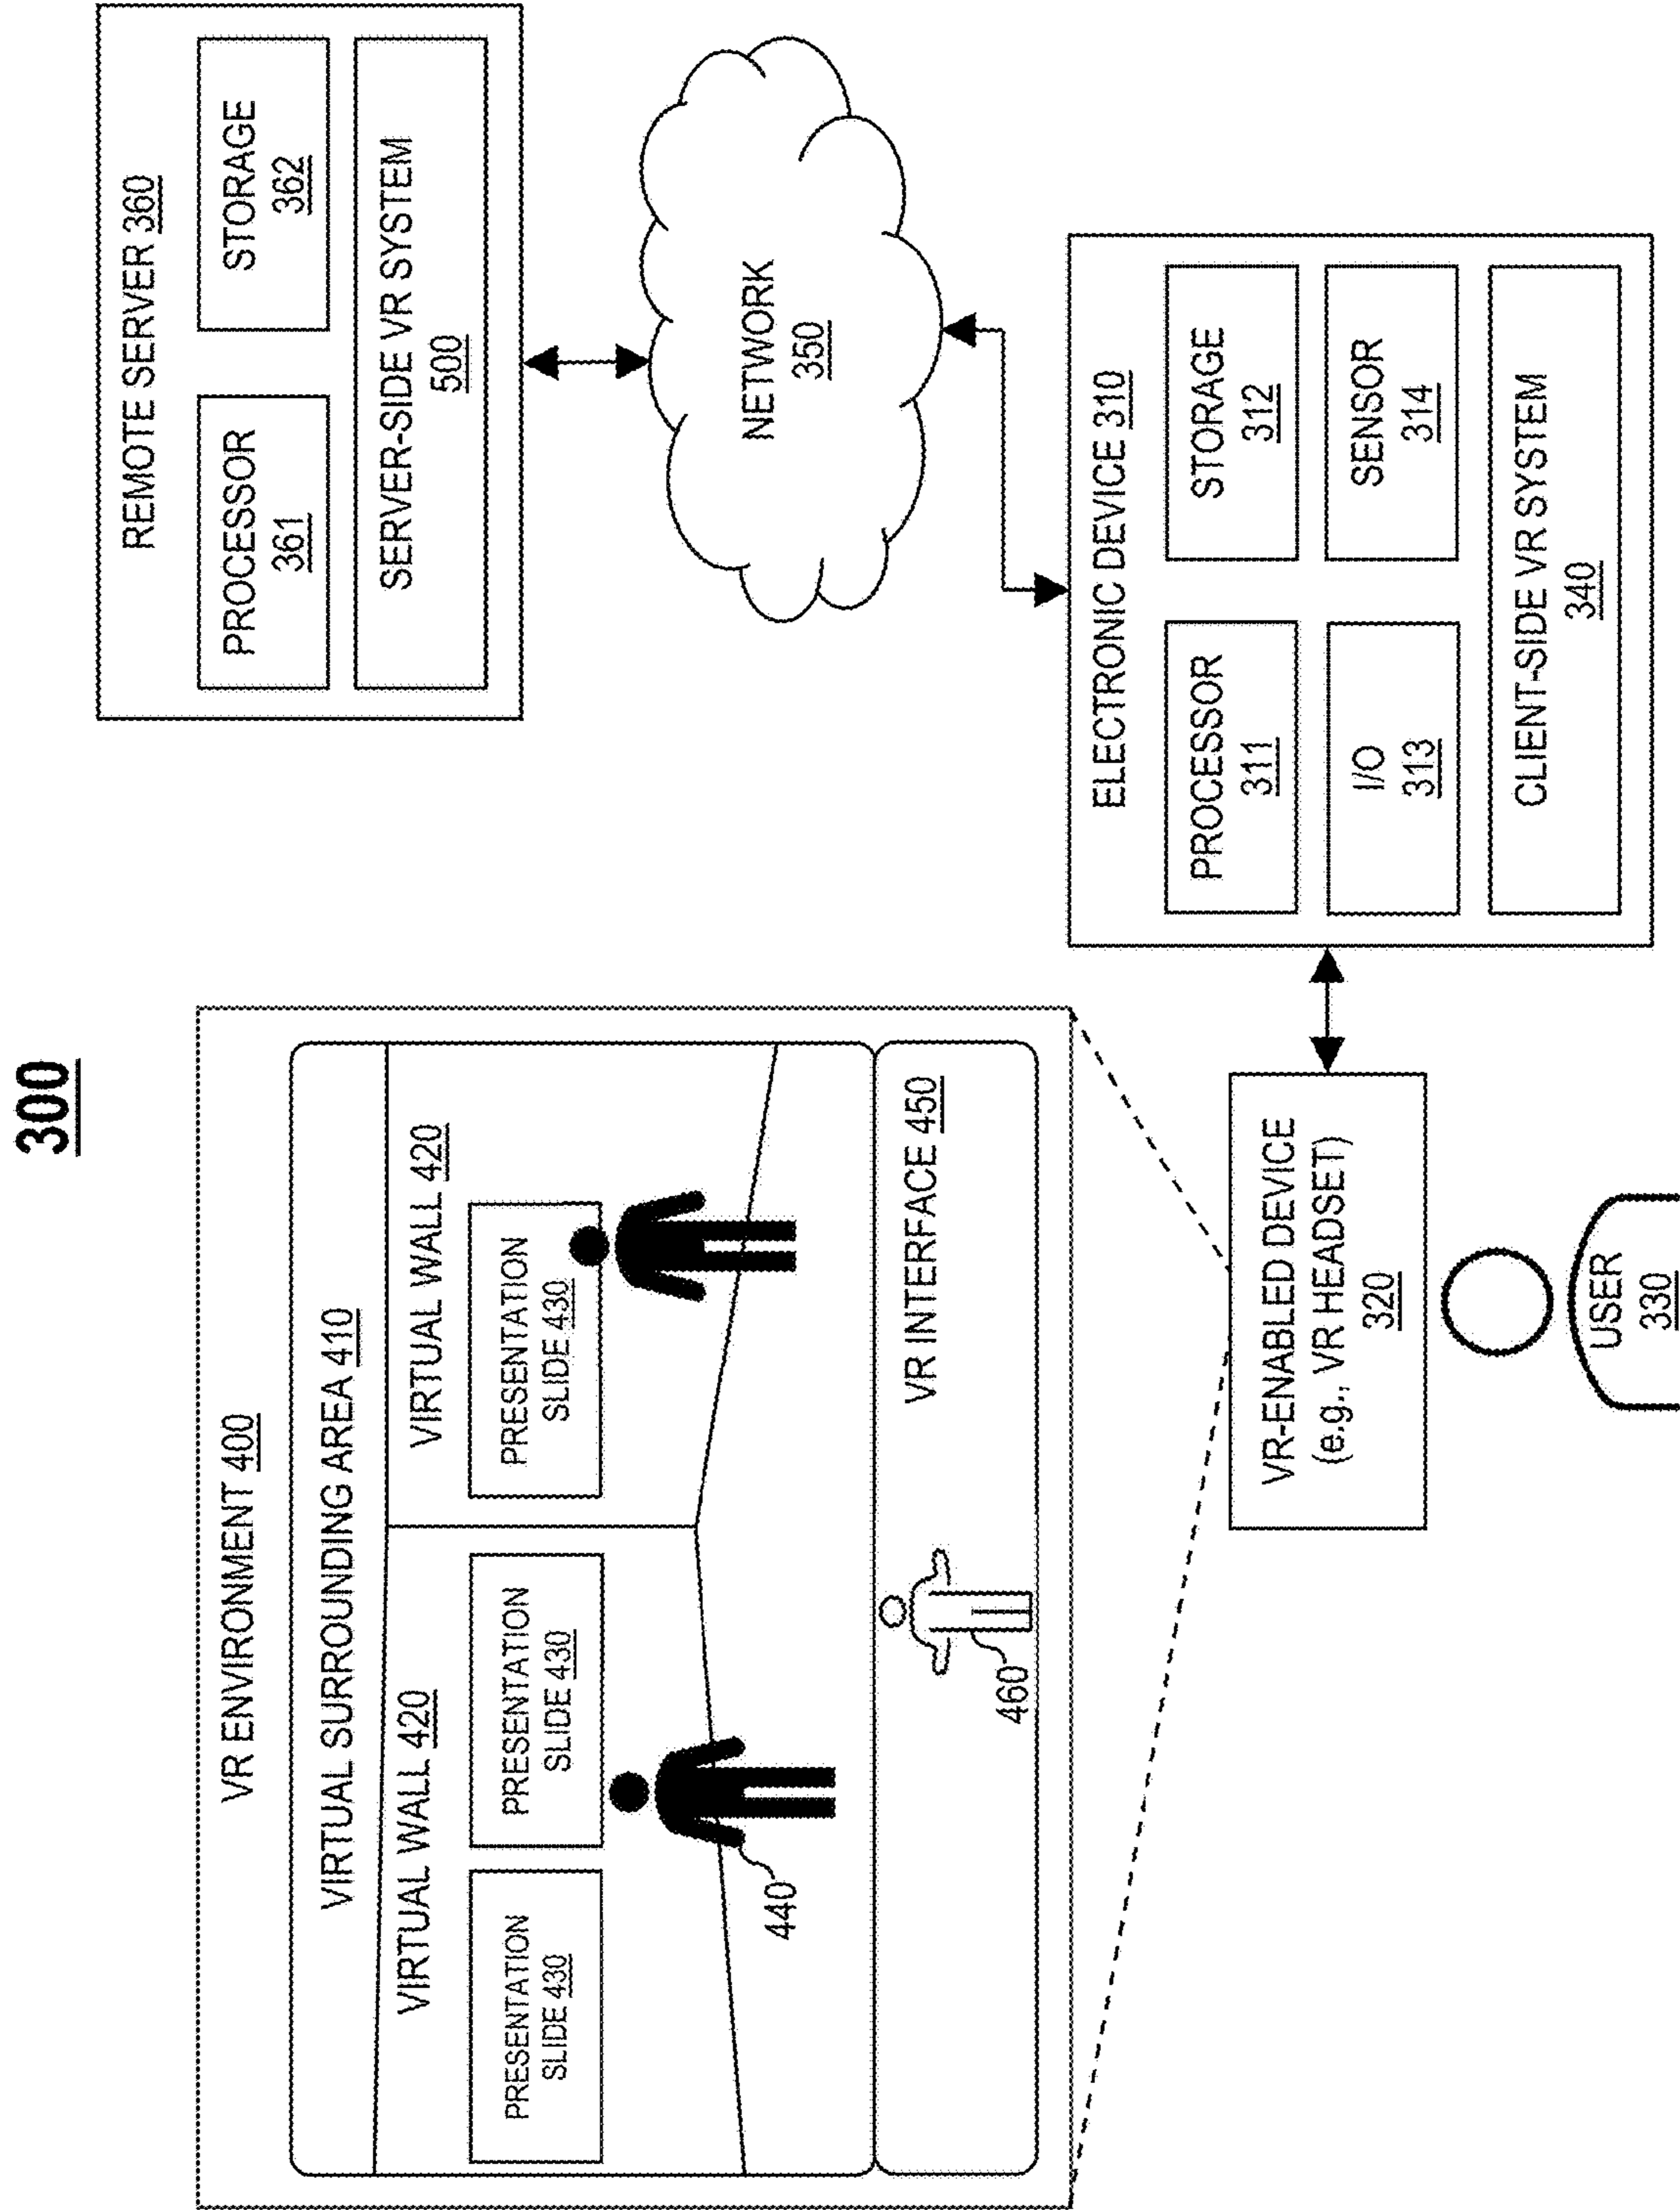 300
VR ENVIRONMENT 400
VIRTUAL SURROUNDING AREA 410
VIRTUAL WALL 420
PRESENTATION
SLIDE 430
PRESENTATION
SLIDE 430
440
VIRTUAL WALL 420
PRESENTATION
SLIDE 430
VR INTERFACE 450
460
VR-ENABLED DEVICE
(e.g., VR HEADSET)
320
USER
330
REMOTE SERVER 360
PROCESSOR
361
STORAGE
362
SERVER-SIDE VR SYSTEM
500
NETWORK
350
ELECTRONIC DEVICE 310
PROCESSOR
311
STORAGE
312
I/O
313
SENSOR
314
CLIENT-SIDE VR SYSTEM
340